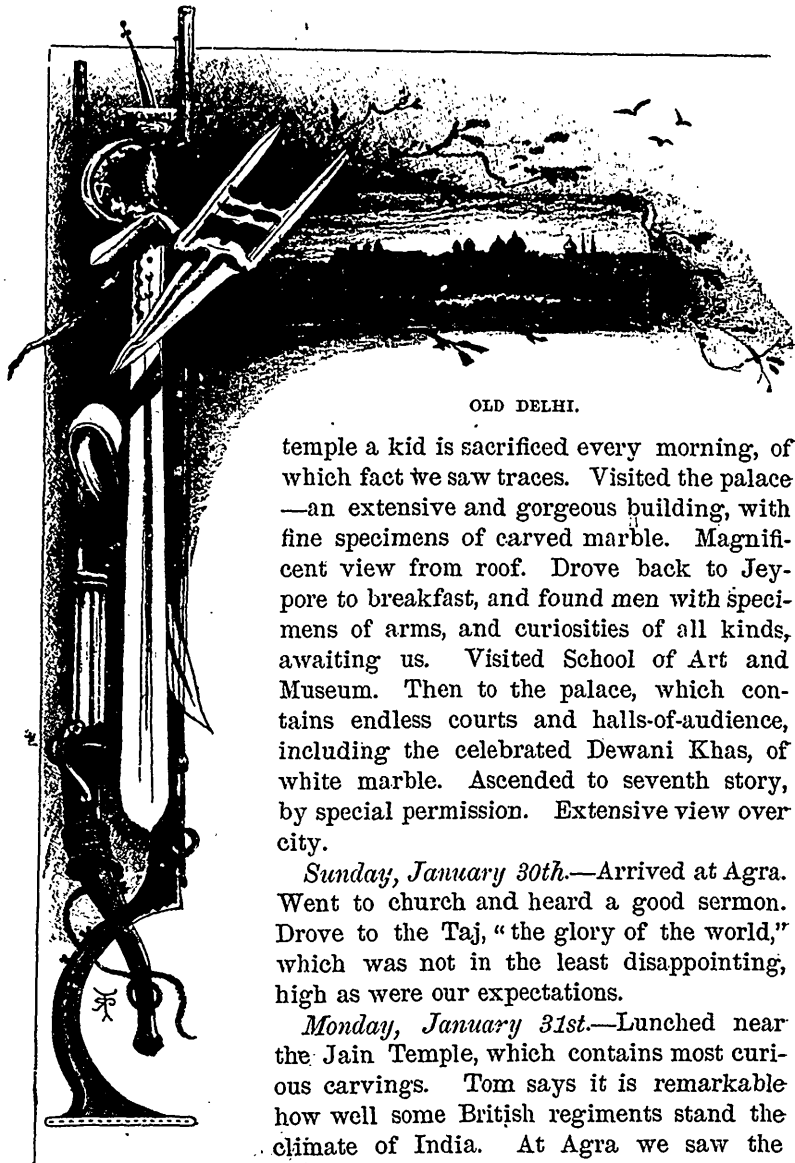 OLD DELHI.
temple a kid is sacrificed every morning, of
which fact we saw traces. Visited the palace
—an extensive and gorgeous building, with
fine specimens of carved marble. Magnifi-
cent view from roof. Drove back to Jey-
pore to breakfast, and found men with speci-
mens of arms, and curiosities of all kinds,
awaiting us. Visited School of Art and
Museum. Then to the palace, which con-
tains endless courts and halls-of-audience,
including the celebrated Dewani Khas, of
white marble. Ascended to seventh story,
by special permission. Extensive view over
city.
Sunday, January 30th.—Arrived at Agra.
Went to church and heard a good sermon.
Drove to the Taj, “the glory of the world,”
which was not in the least disappointing,
high as were our expectations.
Monday, January 31st.—Lunched near
the Jain Temple, which contains most curi-
ous carvings. Tom says it is remarkable
how well some British regiments stand the
climate of India. At Agra we saw the